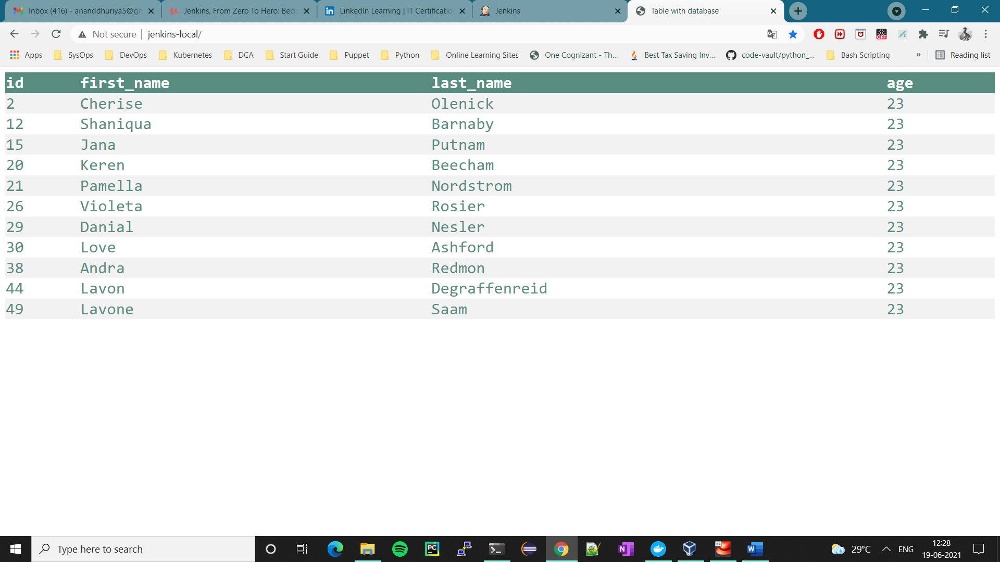 Inbox (416) - ananddhuriya5@gm
Jenkins, From Zero To Hero: Beco
LinkedIn Learning | IT Certificatio
Jenkins
Table with database
Not secure | jenkins-local/
Apps SysOps DevOps Kubernetes DCA Start Guide Puppet Python Online Learning Sites One Cognizant - Th... Best Tax Saving Inv... code-vault/python_... Bash Scripting » Reading list
id first_name last_name age
2 Cherise Olenick 23
12 Shaniqua Barnaby 23
15 Jana Putnam 23
20 Keren Beecham 23
21 Pamella Nordstrom 23
26 Violeta Rosier 23
29 Danial Nesler 23
30 Love Ashford 23
38 Andra Redmon 23
44 Lavon Degraffenreid 23
49 Lavone Saam 23
Type here to search
29°C ENG
12:28
19-06-2021